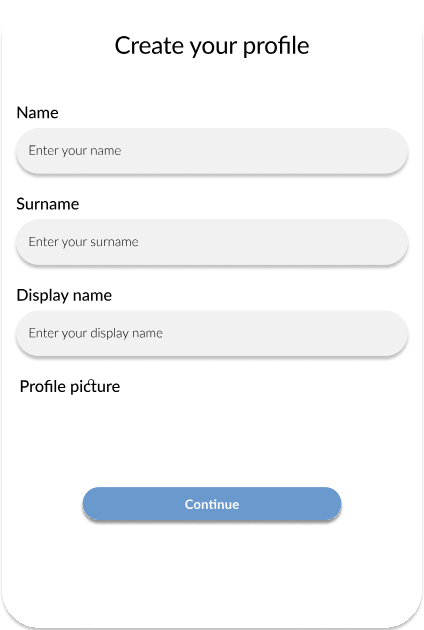 Create your profile
Name
Enter your name
Surname
Enter your surname
Display name
Enter your display name
Profile picture
Continue